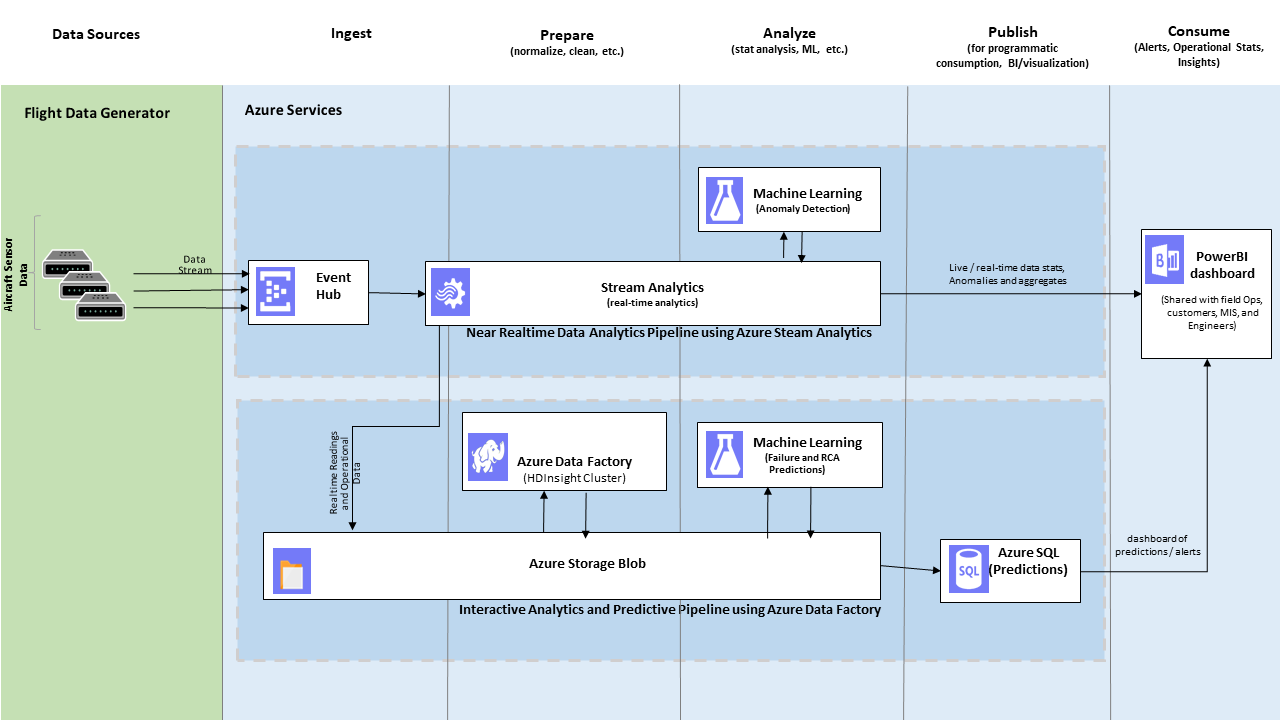 Data Sources
Ingest
Prepare
(normalize, clean, etc.)
Analyze
(stat analysis, ML, etc.)
Publish
(for programmatic
consumption, BI/visualization)
Consume
(Alerts, Operational Stats,
Insights)
Flight Data Generator
Azure Services
Aircraft Sensor
Data
Data
Stream
Event
Hub
Stream Analytics
(real-time analytics)
Machine Learning
(Anomaly Detection)
Near Realtime Data Analytics Pipeline using Azure Steam Analytics
Live / real-time data stats,
Anomalies and aggregates
PowerBI
dashboard
(Shared with field Ops,
customers, MIS, and
Engineers)
Realtime Readings
and Operational
Data
Azure Data Factory
(HDInsight Cluster)
Machine Learning
(Failure and RCA
Predictions)
Azure Storage Blob
SQL
Azure SQL
(Predictions)
dashboard of
predictions / alerts
Interactive Analytics and Predictive Pipeline using Azure Data Factory